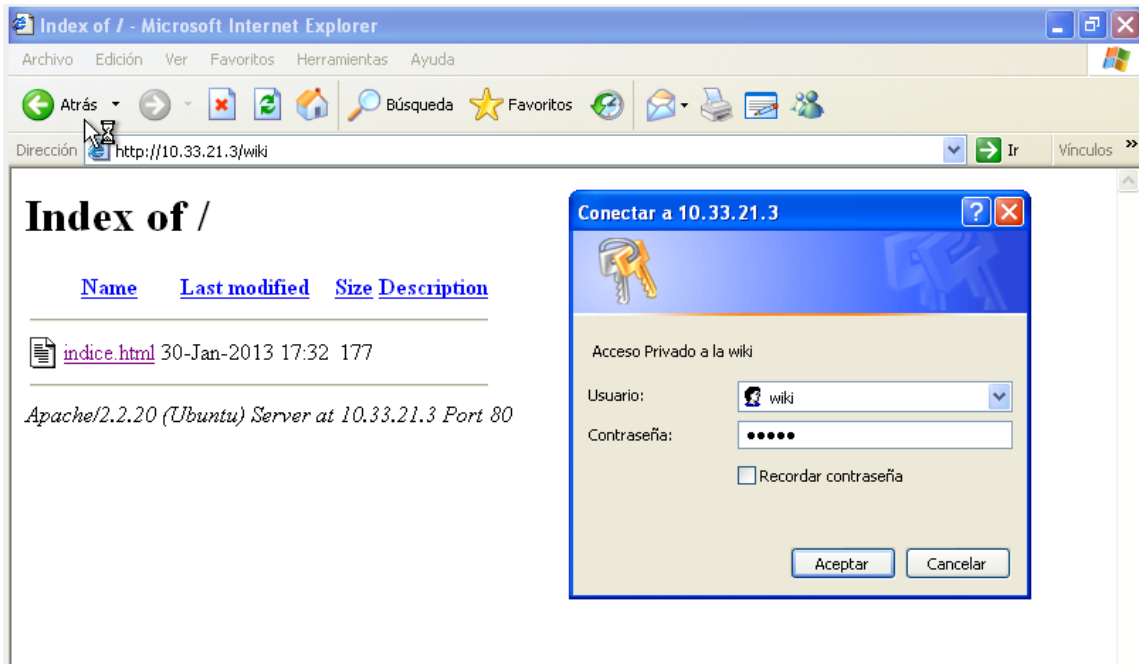 Index of / - Microsoft Internet Explorer
Archivo Edición Ver Favoritos Herramientas Ayuda
Atrás Búsqueda Favoritos
Dirección http://10.33.21.3/wiki Ir Vínculos »
Index of /
Name Last modified Size Description
indice.html 30-Jan-2013 17:32 177
Apache/2.2.20 (Ubuntu) Server at 10.33.21.3 Port 80
Conectar a 10.33.21.3
Acceso Privado a la wiki
Usuario: wiki
Contraseña: •••••
Recordar contraseña
Aceptar Cancelar